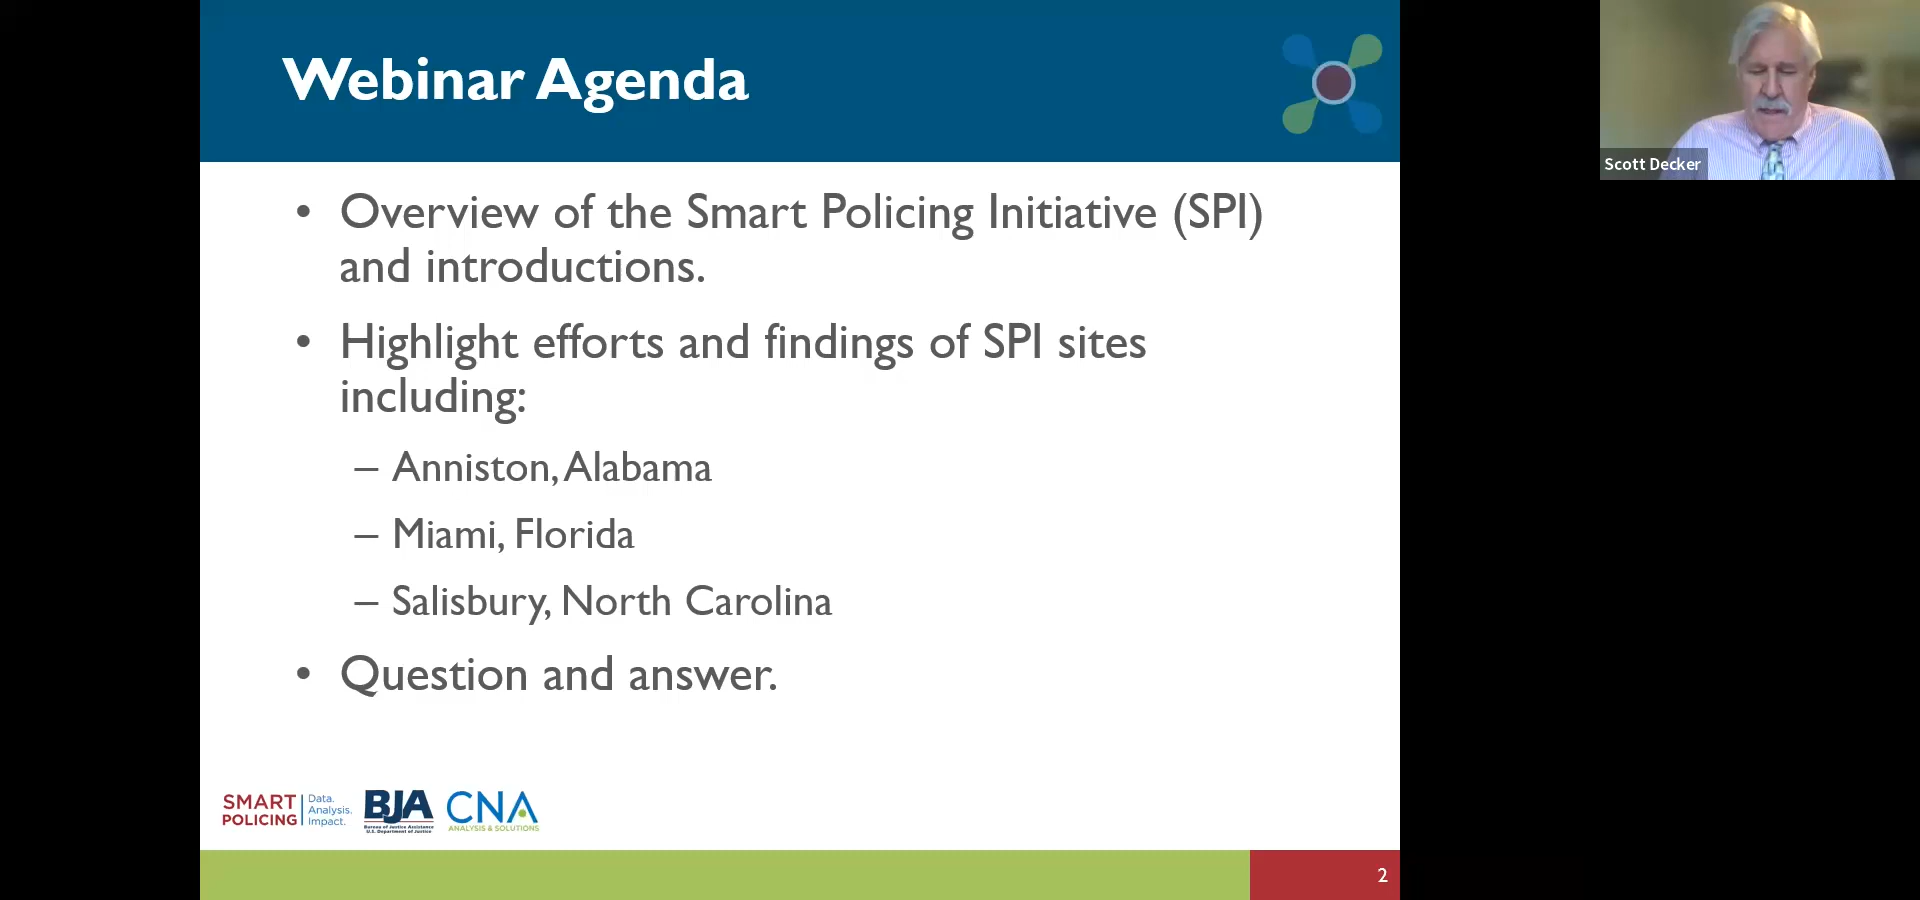 Webinar Agenda
Scott Decker
• Overview of the Smart Policing Initiative (SPI)
and introductions.
• Highlight efforts and findings of SPI sites
including:
– Anniston, Alabama
– Miami, Florida
– Salisbury, North Carolina
• Question and answer.
SMART
POLICING
Data.
Analysis.
Impact.
BJA
Bureau of Justice Assistance
U.S. Department of Justice
CNA
ANALYSIS & SOLUTIONS
2